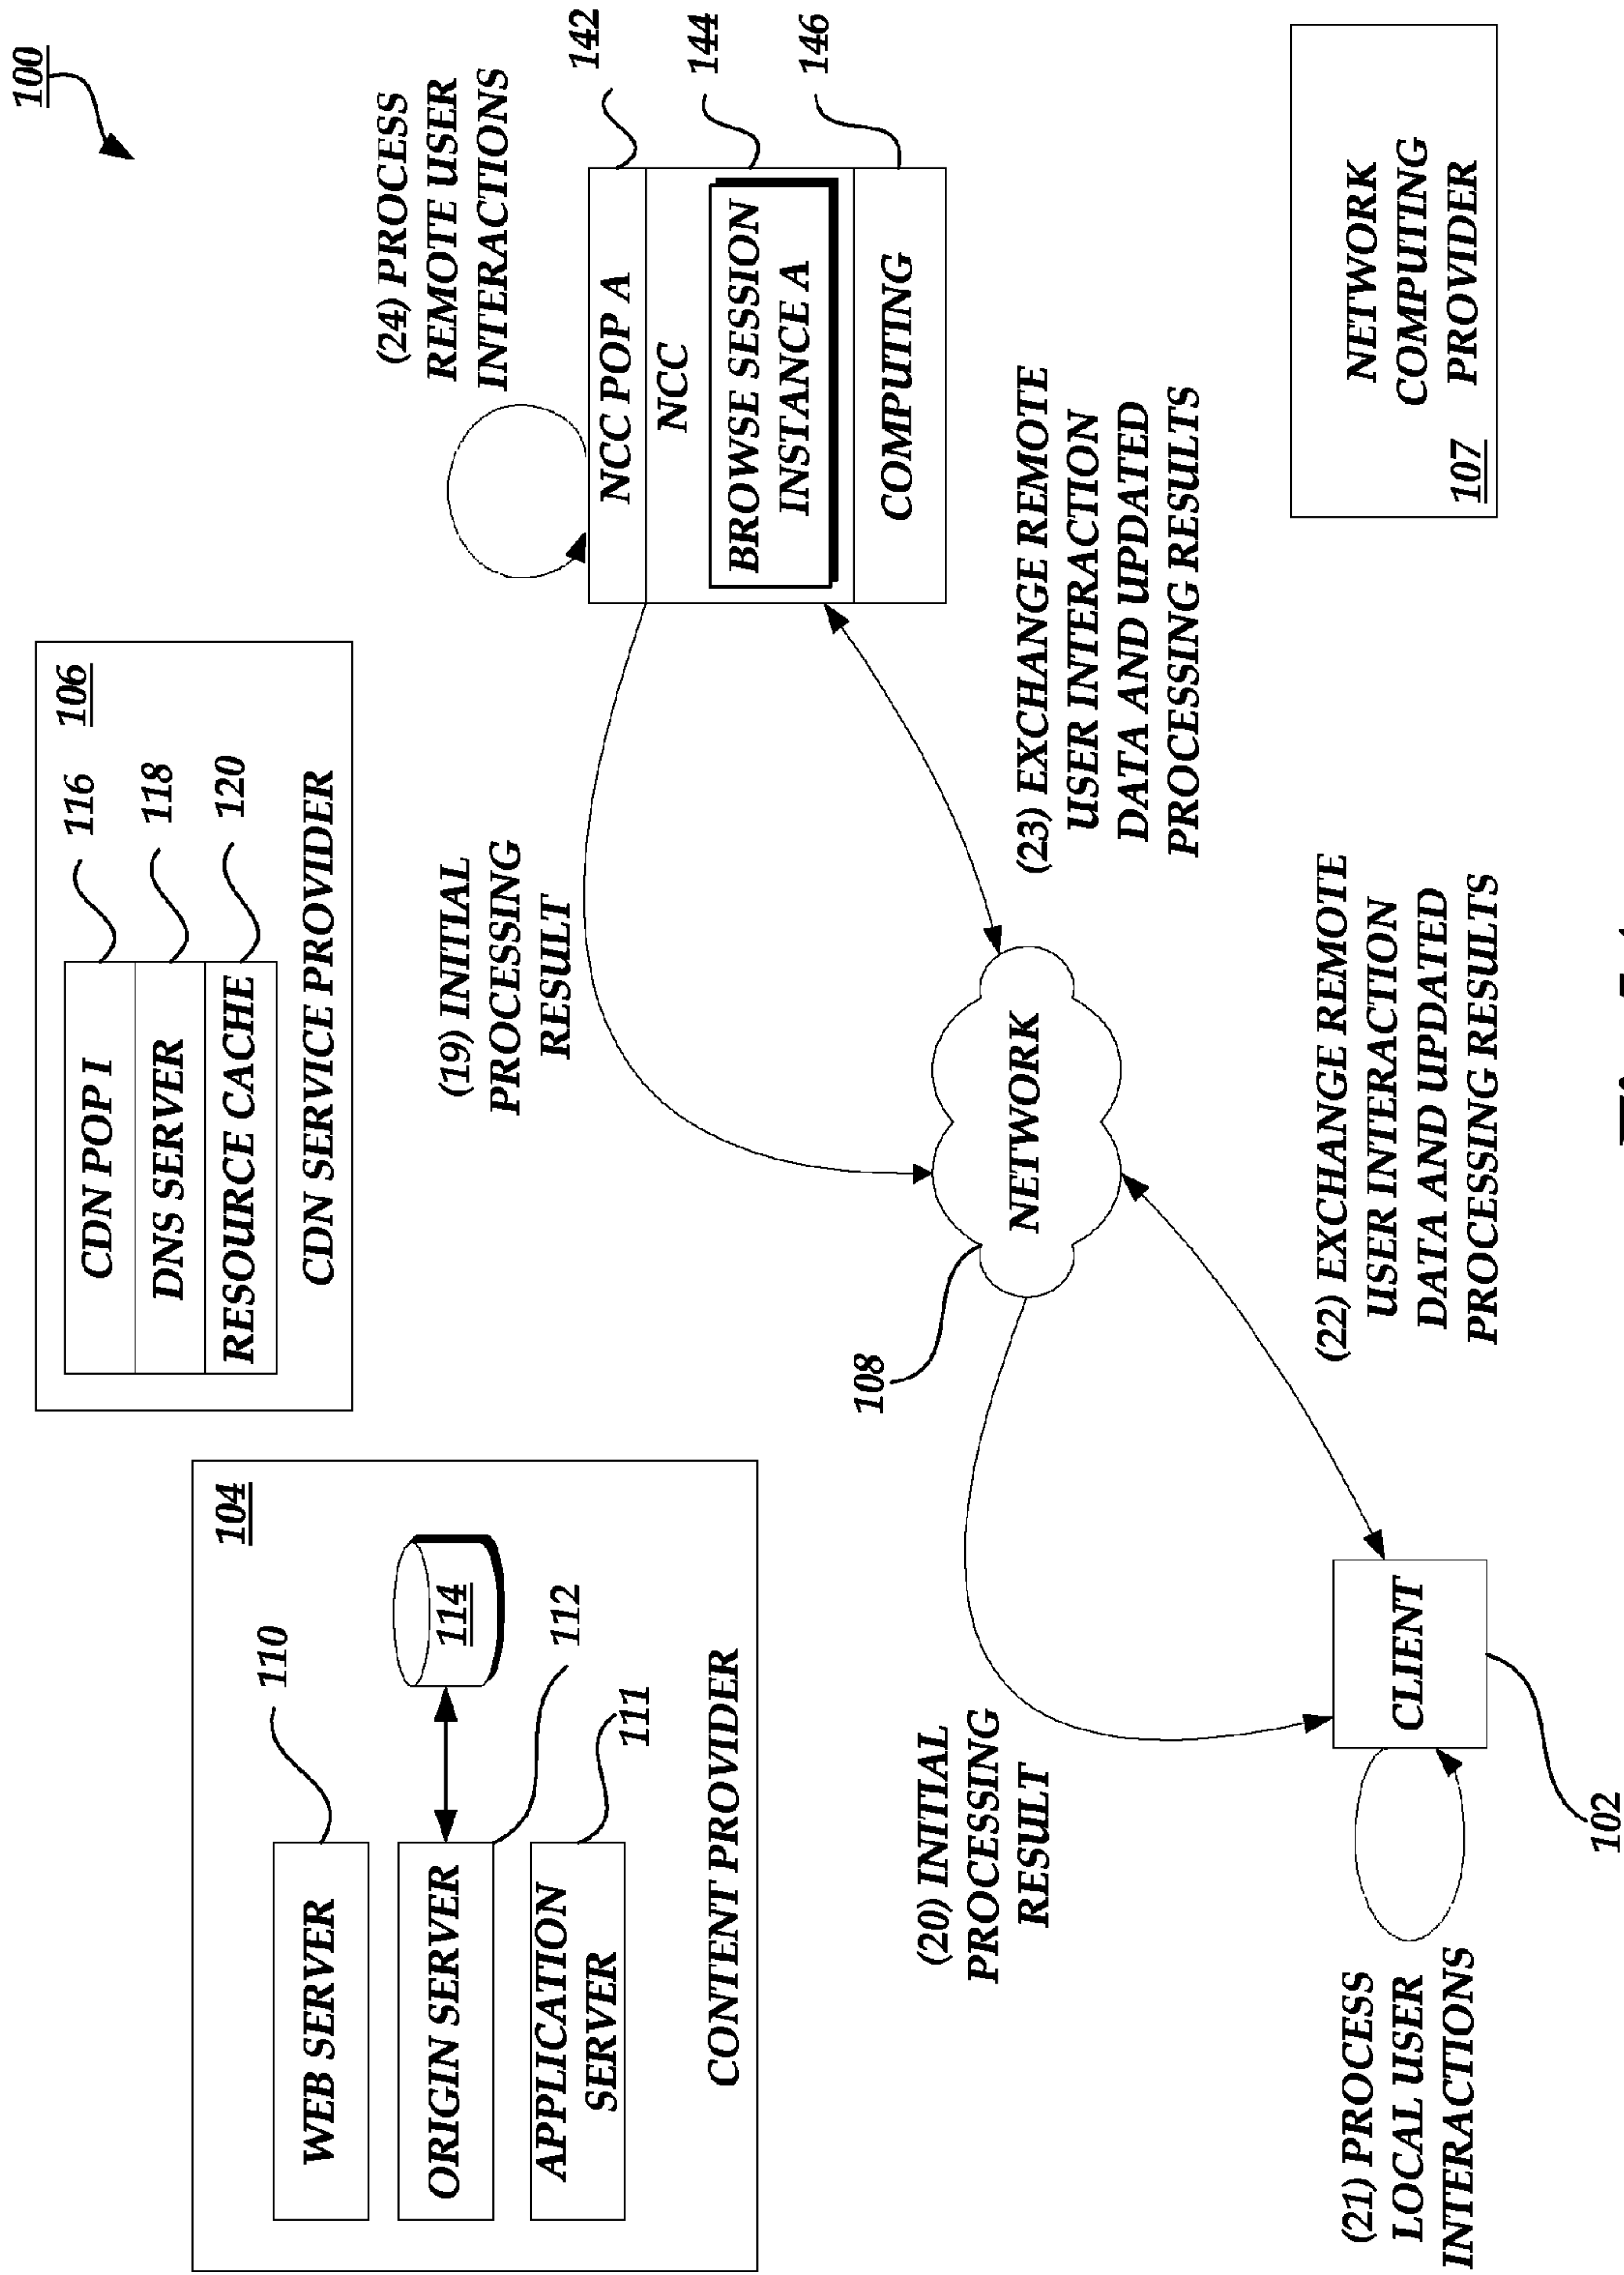 100
104
WEB SERVER
110
ORIGIN SERVER
114
112
APPLICATION
SERVER
111
CONTENT PROVIDER
106
CDN POP I
116
DNS SERVER
118
RESOURCE CACHE
120
CDN SERVICE PROVIDER
(24) PROCESS
REMOTE USER
INTERACTIONS
NCC POP A
142
NCC
BROWSE SESSION
INSTANCE A
144
COMPUTING
146
(19) INITIAL
PROCESSING
RESULT
NETWORK
108
(23) EXCHANGE REMOTE
USER INTERACTION
DATA AND UPDATED
PROCESSING RESULTS
(20) INITIAL
PROCESSING
RESULT
(22) EXCHANGE REMOTE
USER INTERACTION
DATA AND UPDATED
PROCESSING RESULTS
(21) PROCESS
LOCAL USER
INTERACTIONS
CLIENT
102
NETWORK
COMPUTING
PROVIDER
107